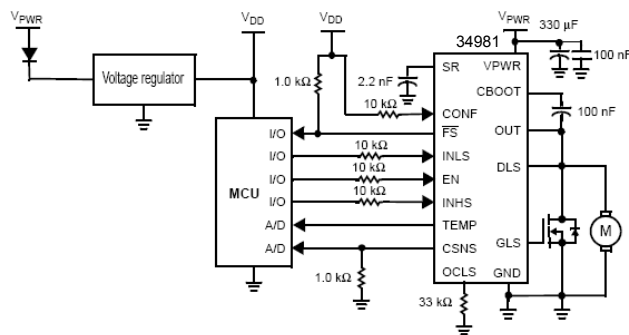 VPWR
VDD
VDD
VPWR
330 µF
100 nF
34981
Voltage regulator
1.0 kΩ
2.2 nF
SR
VPWR
CBOOT
10 kΩ
CONF
100 nF
I/O
FS
OUT
I/O
10 kΩ
INLS
DLS
I/O
10 kΩ
EN
MCU
I/O
10 kΩ
INHS
A/D
TEMP
M
A/D
CSNS
GLS
1.0 kΩ
OCLS
GND
33 kΩ